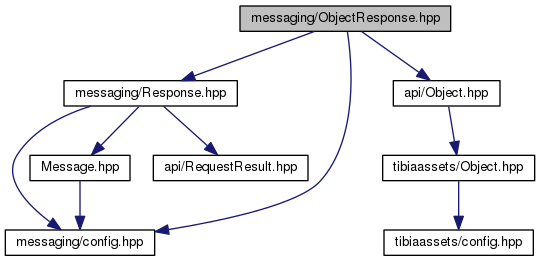 messaging/ObjectResponse.hpp
messaging/Response.hpp
api/Object.hpp
Message.hpp
api/RequestResult.hpp
tibiaassets/Object.hpp
messaging/config.hpp
tibiaassets/config.hpp